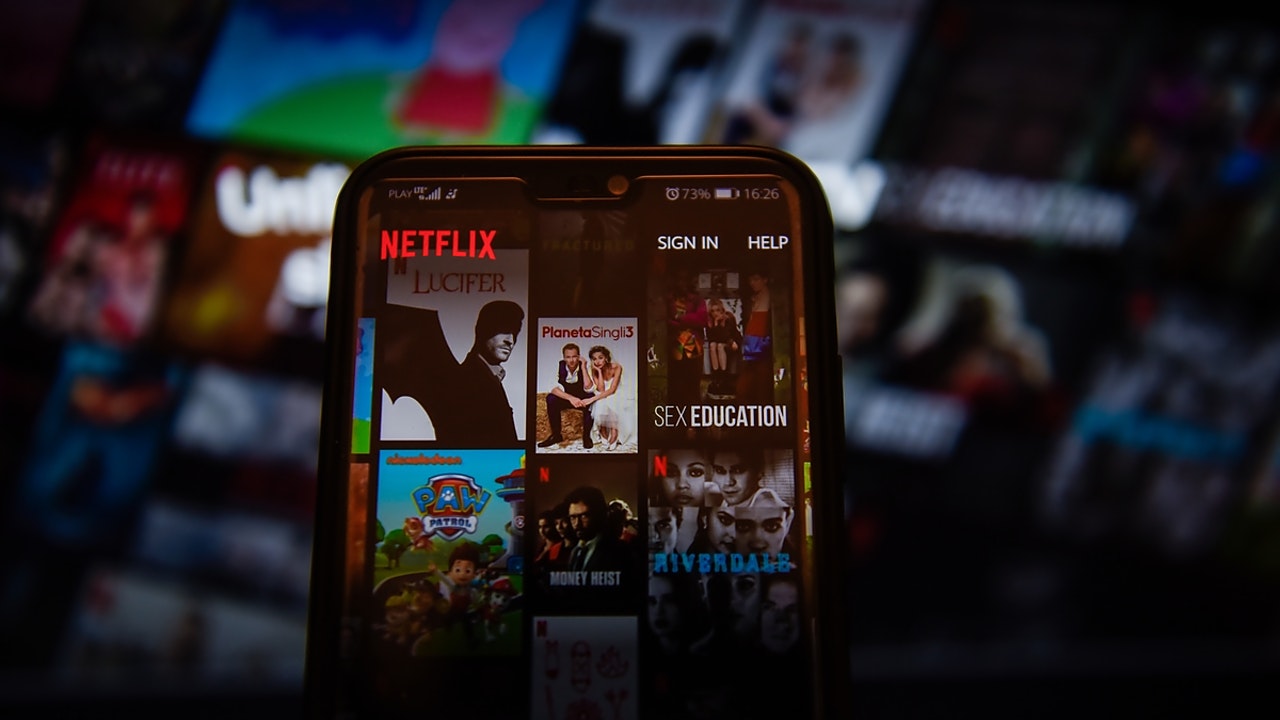 PLAY LTE 73% 16:26
NETFLIX SIGN IN HELP
FRACTURED
LUCIFER
PlanetaSingli3
SEX EDUCATION
nickelodeon
PAW
PATROL
N
N
MONEY HEIST
RIVERDALE
N